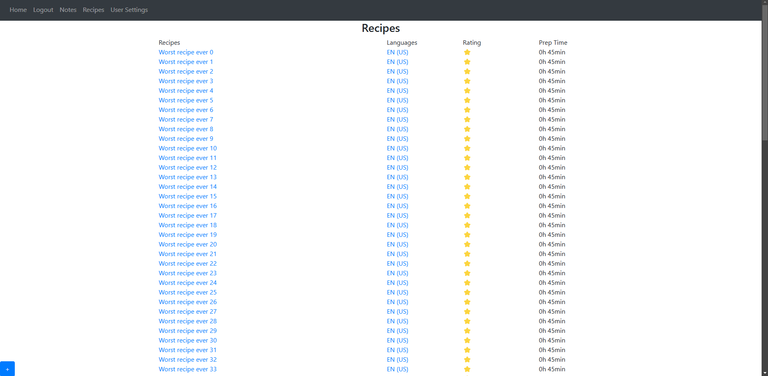 Home Logout Notes Recipes User Settings
Recipes
Recipes Languages Rating Prep Time
Worst recipe ever 0 EN (US) 0h 45min
Worst recipe ever 1 EN (US) 0h 45min
Worst recipe ever 2 EN (US) 0h 45min
Worst recipe ever 3 EN (US) 0h 45min
Worst recipe ever 4 EN (US) 0h 45min
Worst recipe ever 5 EN (US) 0h 45min
Worst recipe ever 6 EN (US) 0h 45min
Worst recipe ever 7 EN (US) 0h 45min
Worst recipe ever 8 EN (US) 0h 45min
Worst recipe ever 9 EN (US) 0h 45min
Worst recipe ever 10 EN (US) 0h 45min
Worst recipe ever 11 EN (US) 0h 45min
Worst recipe ever 12 EN (US) 0h 45min
Worst recipe ever 13 EN (US) 0h 45min
Worst recipe ever 14 EN (US) 0h 45min
Worst recipe ever 15 EN (US) 0h 45min
Worst recipe ever 16 EN (US) 0h 45min
Worst recipe ever 17 EN (US) 0h 45min
Worst recipe ever 18 EN (US) 0h 45min
Worst recipe ever 19 EN (US) 0h 45min
Worst recipe ever 20 EN (US) 0h 45min
Worst recipe ever 21 EN (US) 0h 45min
Worst recipe ever 22 EN (US) 0h 45min
Worst recipe ever 23 EN (US) 0h 45min
Worst recipe ever 24 EN (US) 0h 45min
Worst recipe ever 25 EN (US) 0h 45min
Worst recipe ever 26 EN (US) 0h 45min
Worst recipe ever 27 EN (US) 0h 45min
Worst recipe ever 28 EN (US) 0h 45min
Worst recipe ever 29 EN (US) 0h 45min
Worst recipe ever 30 EN (US) 0h 45min
Worst recipe ever 31 EN (US) 0h 45min
Worst recipe ever 32 EN (US) 0h 45min
Worst recipe ever 33 EN (US) 0h 45min
+